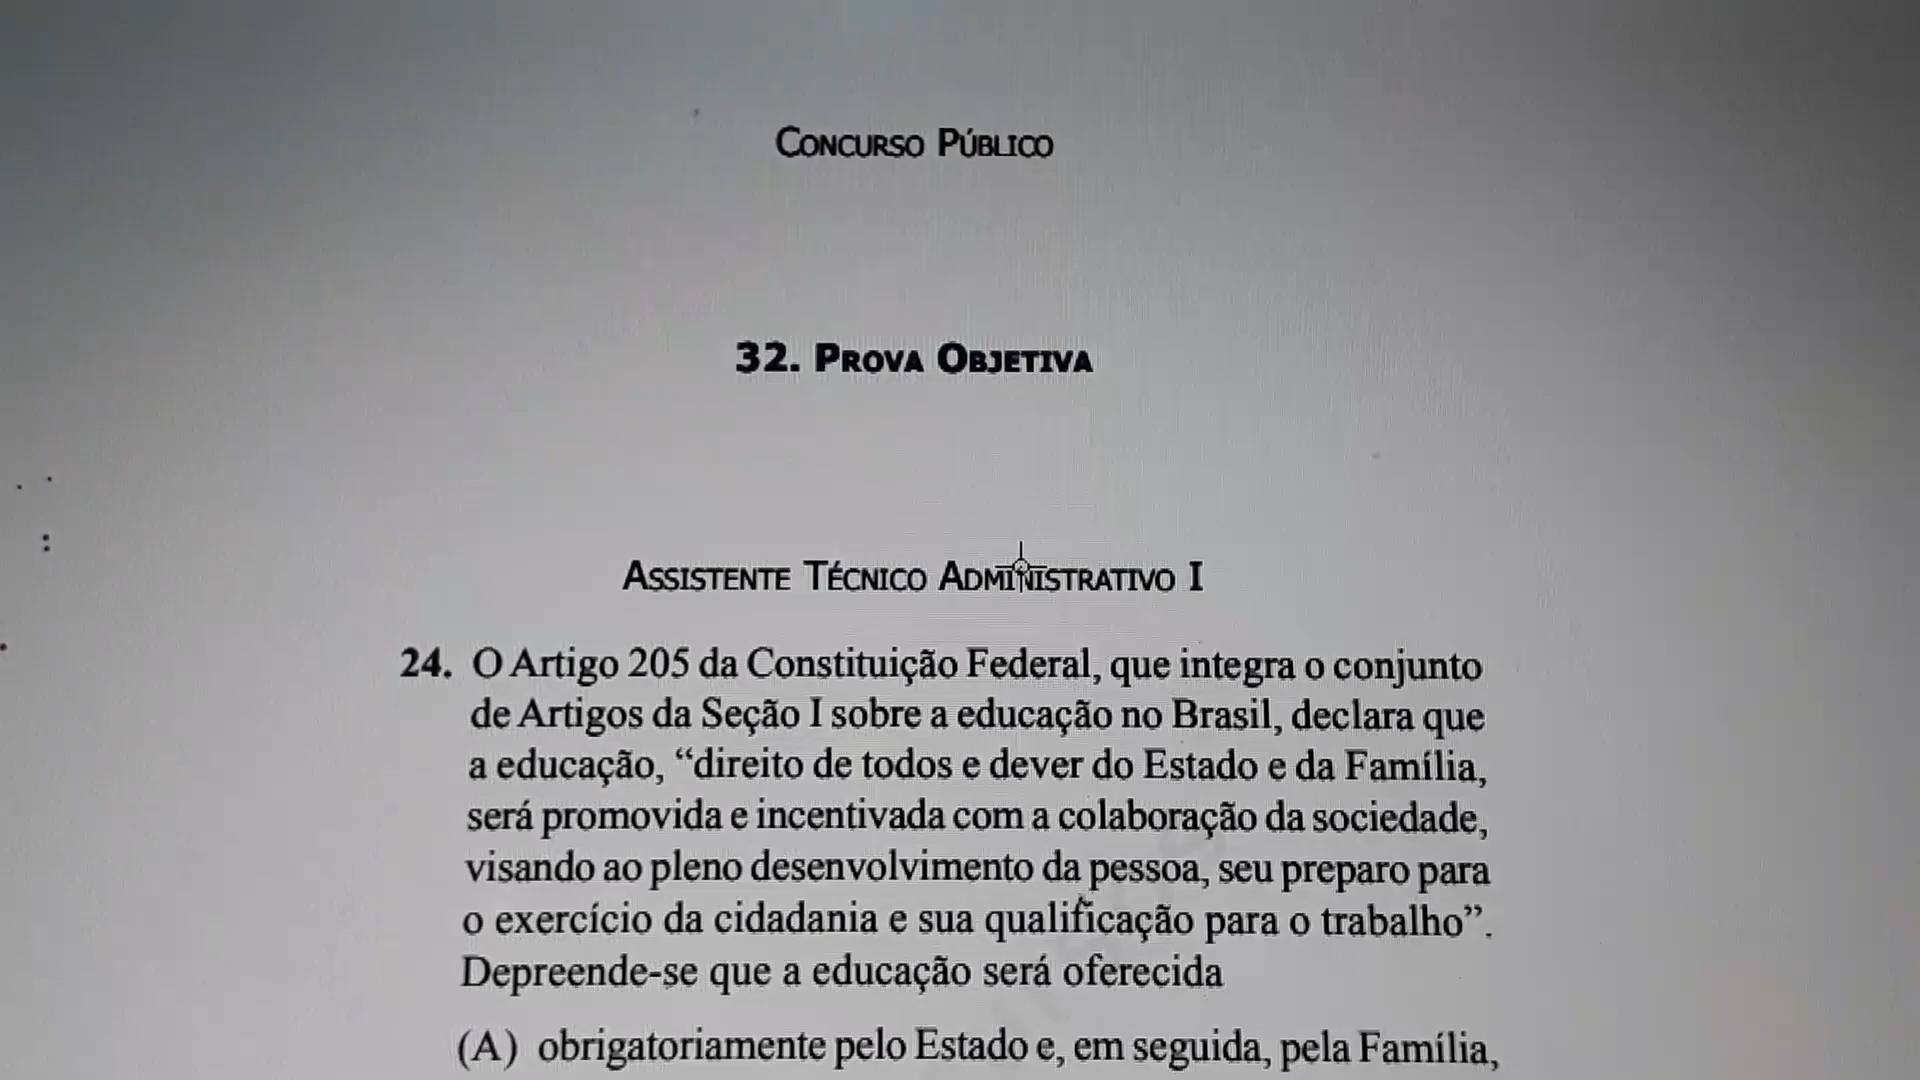 CONCURSO PÚBLICO
32. PROVA OBJETIVA
ASSISTENTE TÉCNICO ADMINISTRATIVO I
24. O Artigo 205 da Constituição Federal, que integra o conjunto
de Artigos da Seção I sobre a educação no Brasil, declara que
a educação, “direito de todos e dever do Estado e da Família,
será promovida e incentivada com a colaboração da sociedade,
visando ao pleno desenvolvimento da pessoa, seu preparo para
o exercício da cidadania e sua qualificação para o trabalho”.
Depreende-se que a educação será oferecida
(A) obrigatoriamente pelo Estado e, em seguida, pela Família,